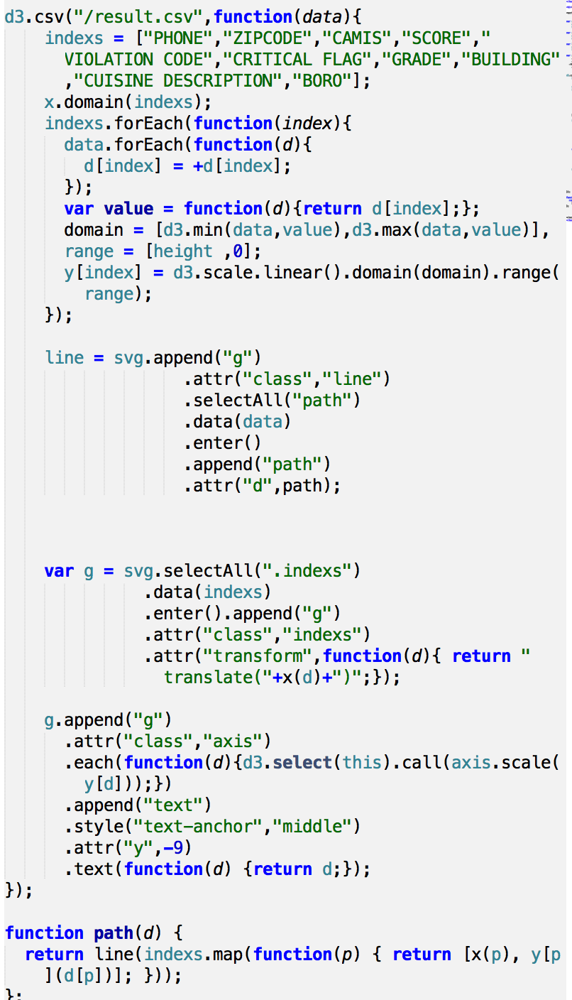 d3.csv("/result.csv",function(data){
indexs = ["PHONE","ZIPCODE","CAMIS","SCORE","
VIOLATION CODE","CRITICAL FLAG","GRADE","BUILDING"
,"CUISINE DESCRIPTION","BORO"];
x.domain(indexs);
indexs.forEach(function(index){
data.forEach(function(d){
d[index] = +d[index];
});
var value = function(d){return d[index];};
domain = [d3.min(data,value),d3.max(data,value)],
range = [height ,0];
y[index] = d3.scale.linear().domain(domain).range(
range);
});
line = svg.append("g")
.attr("class","line")
.selectAll("path")
.data(data)
.enter()
.append("path")
.attr("d",path);
var g = svg.selectAll(".indexs")
.data(indexs)
.enter().append("g")
.attr("class","indexs")
.attr("transform",function(d){ return "
translate("+x(d)+")";});
g.append("g")
.attr("class","axis")
.each(function(d){d3.select(this).call(axis.scale(
y[d]));})
.append("text")
.style("text-anchor","middle")
.attr("y",-9)
.text(function(d) {return d;});
});
function path(d) {
return line(indexs.map(function(p) { return [x(p), y[p
](d[p])]; }));
};